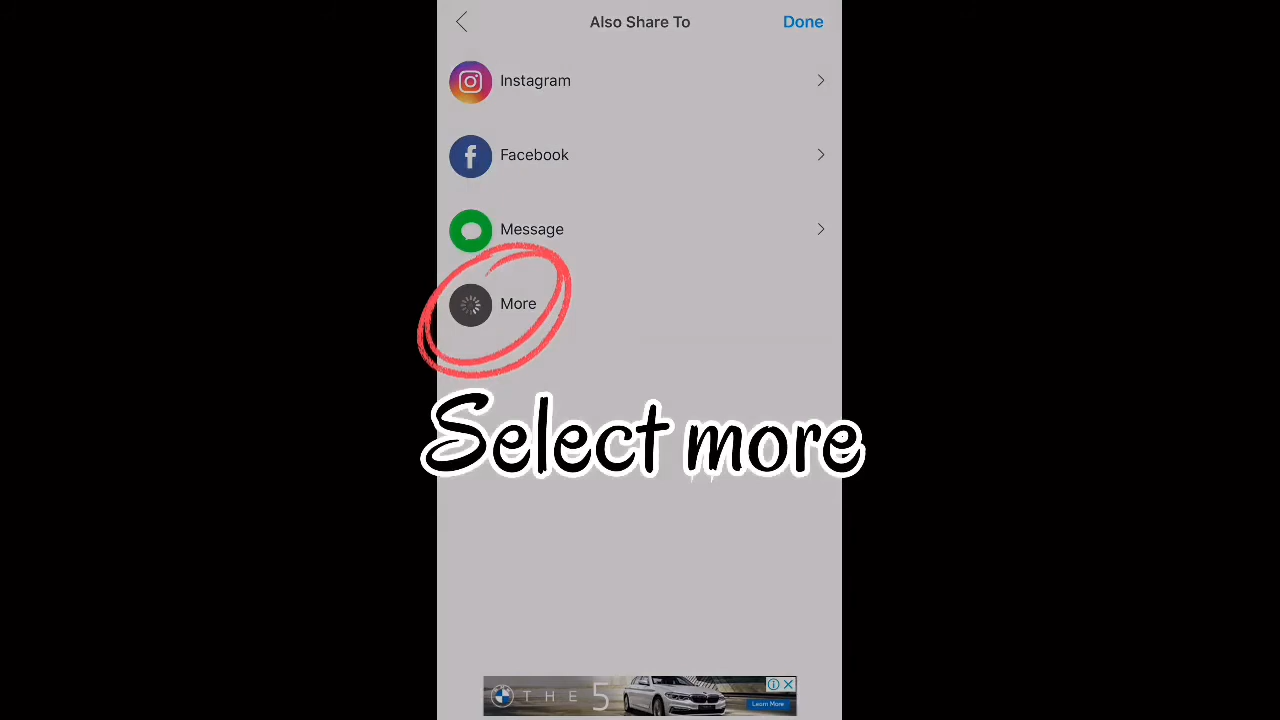 Also Share To
Done
Instagram
Facebook
Message
More
Select more
THE 5
Learn More